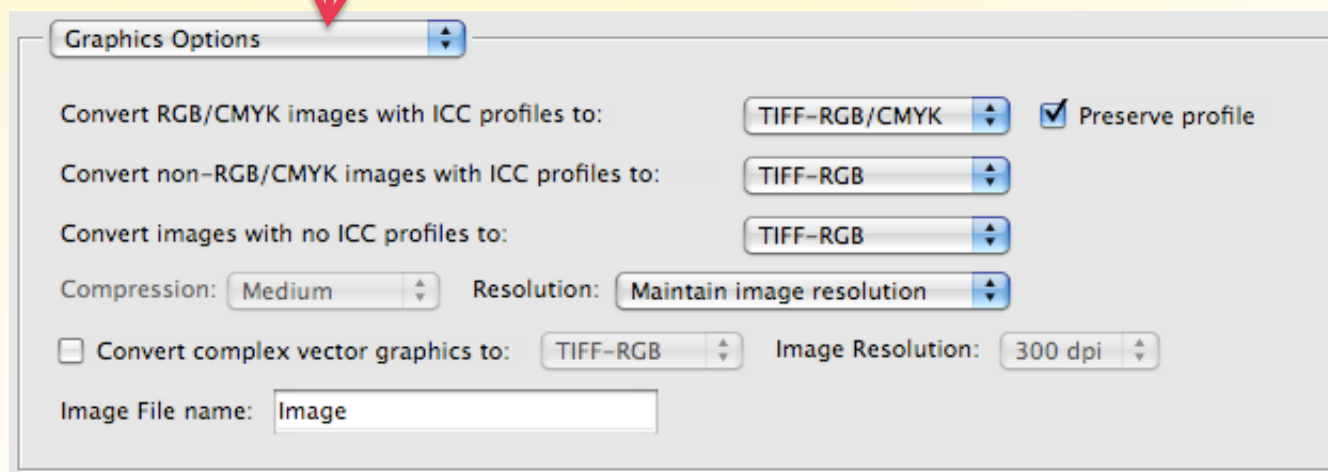 Graphics Options
Convert RGB/CMYK images with ICC profiles to: TIFF-RGB/CMYK Preserve profile
Convert non-RGB/CMYK images with ICC profiles to: TIFF-RGB
Convert images with no ICC profiles to: TIFF-RGB
Compression: Medium Resolution: Maintain image resolution
Convert complex vector graphics to: TIFF-RGB Image Resolution: 300 dpi
Image File name: Image